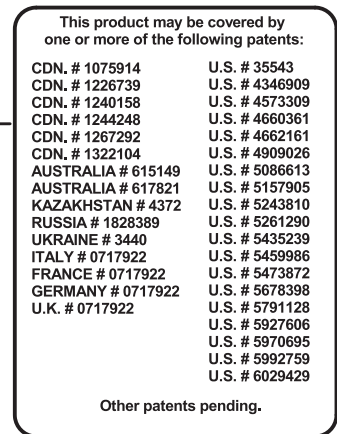 This product may be covered by
one or more of the following patents:
CDN. # 1075914
CDN. # 1226739
CDN. # 1240158
CDN. # 1244248
CDN. # 1267292
CDN. # 1322104
AUSTRALIA # 615149
AUSTRALIA # 617821
KAZAKHSTAN # 4372
RUSSIA # 1828389
UKRAINE # 3440
ITALY # 0717922
FRANCE # 0717922
GERMANY # 0717922
U.K. # 0717922
U.S. # 35543
U.S. # 4346909
U.S. # 4573309
U.S. # 4660361
U.S. # 4662161
U.S. # 4909026
U.S. # 5086613
U.S. # 5157905
U.S. # 5243810
U.S. # 5261290
U.S. # 5435239
U.S. # 5459986
U.S. # 5473872
U.S. # 5678398
U.S. # 5791128
U.S. # 5927606
U.S. # 5970695
U.S. # 5992759
U.S. # 6029429
Other patents pending.